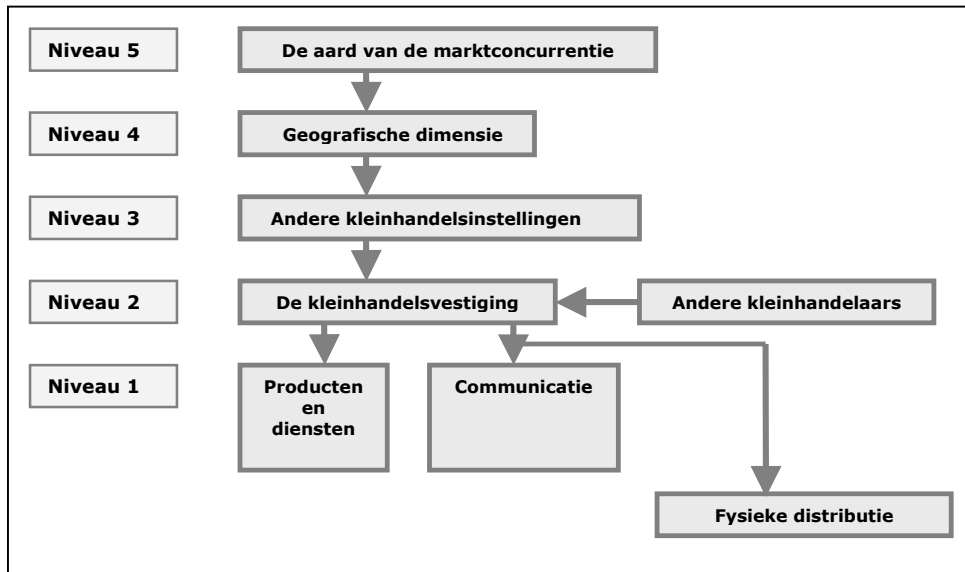 Niveau 5
De aard van de marktconcurrentie
Niveau 4
Geografische dimensie
Niveau 3
Andere kleinhandelsinstellingen
Niveau 2
De kleinhandelsvestiging
Andere kleinhandelaars
Niveau 1
Producten
en
diensten
Communicatie
Fysieke distributie